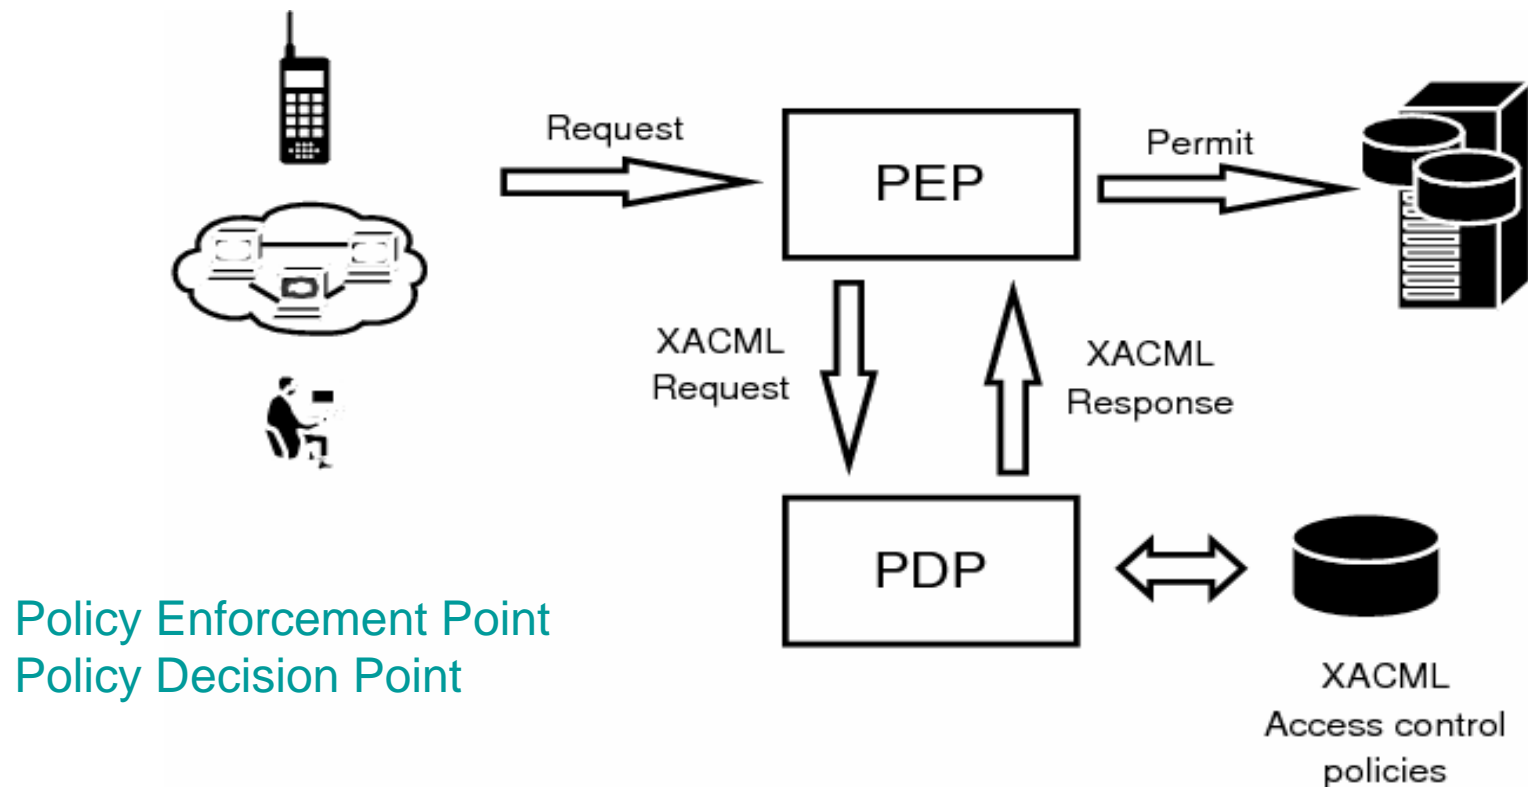 Request
PEP
Permit
XACML
Request
XACML
Response
PDP
Policy Enforcement Point
Policy Decision Point
XACML
Access control
policies